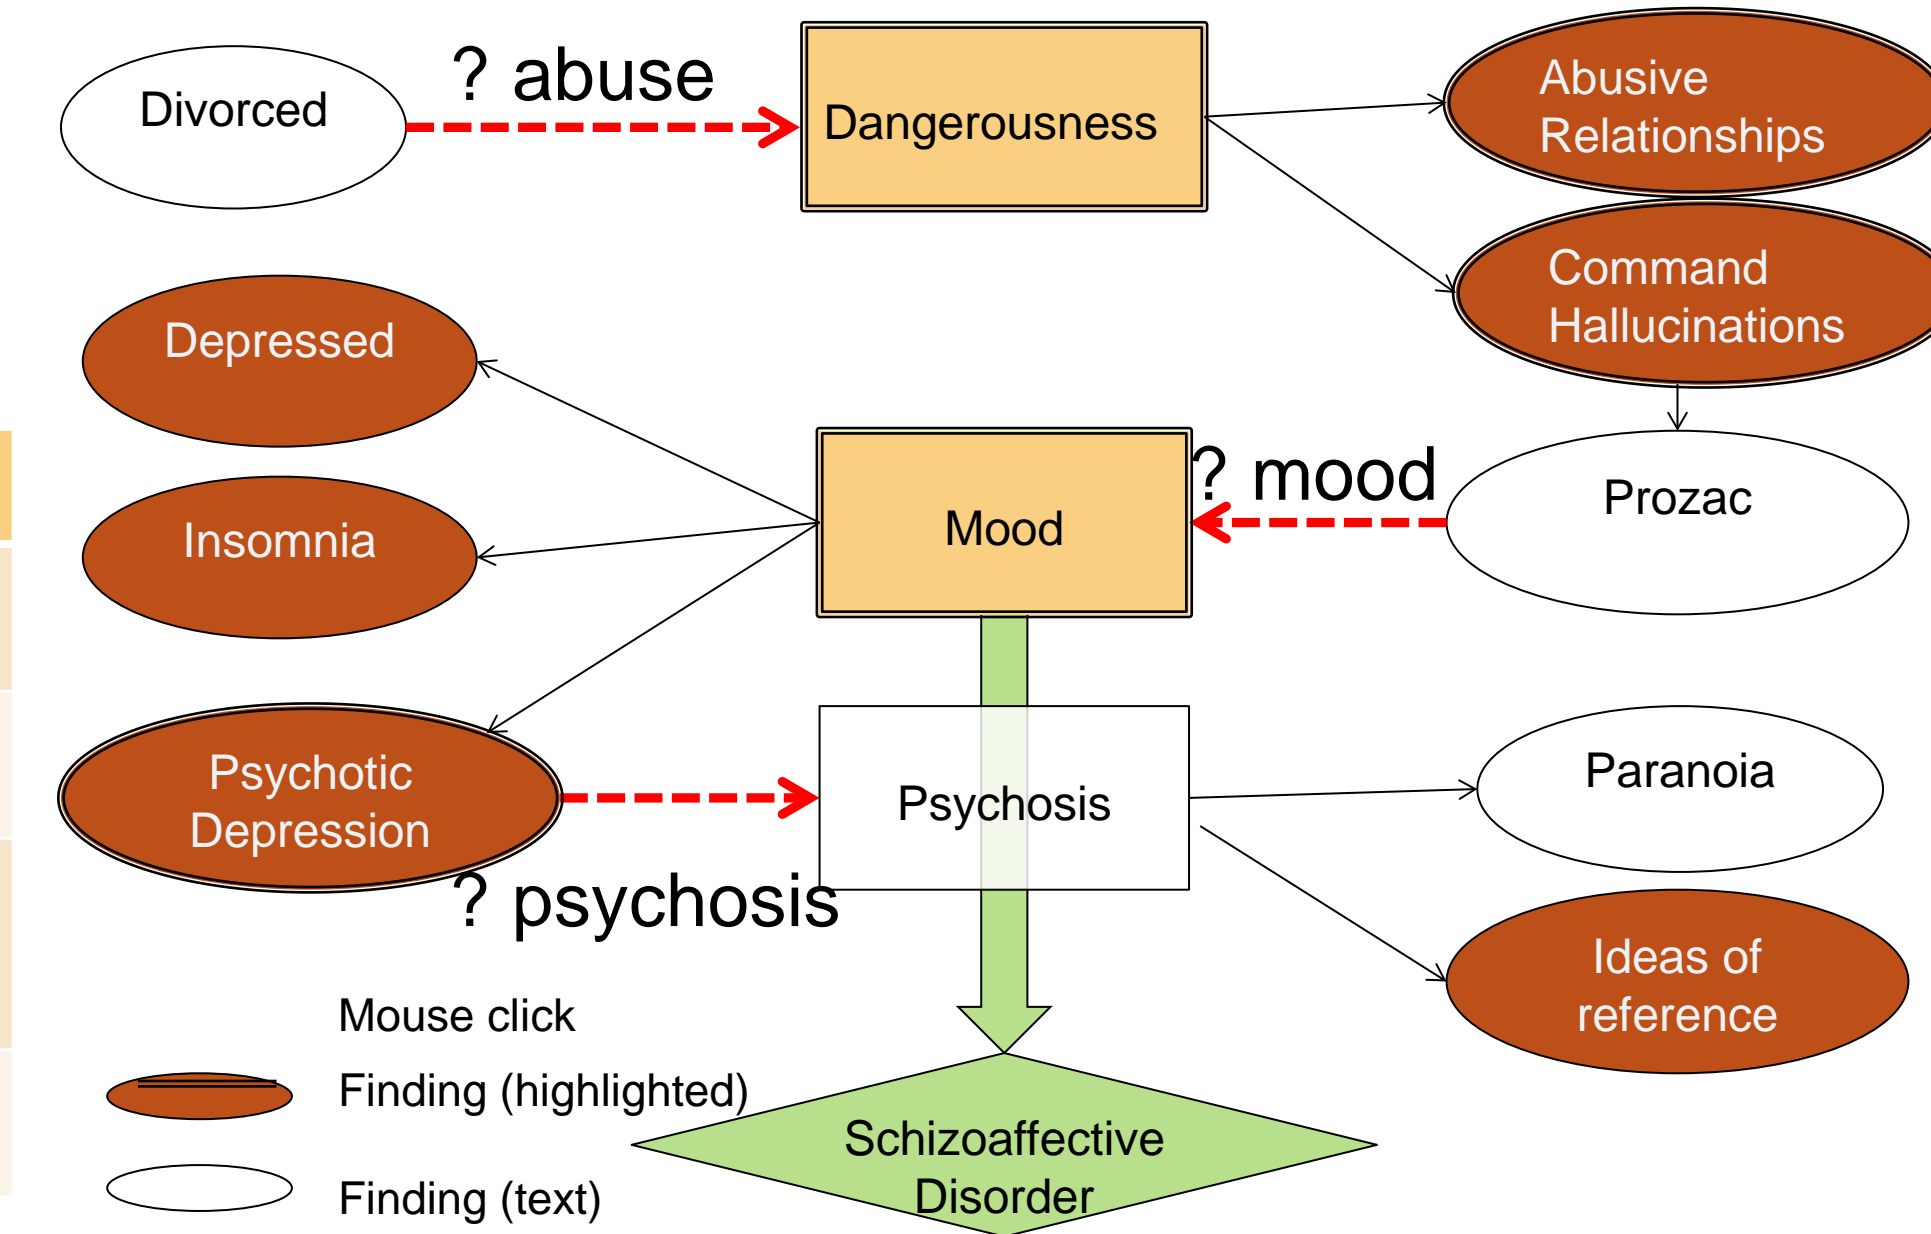 Divorced
? abuse
Dangerousness
Abusive
Relationships
Command
Hallucinations
Depressed
Insomnia
Mood
? mood
Prozac
Psychotic
Depression
? psychosis
Psychosis
Paranoia
Ideas of
reference
Mouse click
Finding (highlighted)
Finding (text)
Schizoaffective
Disorder